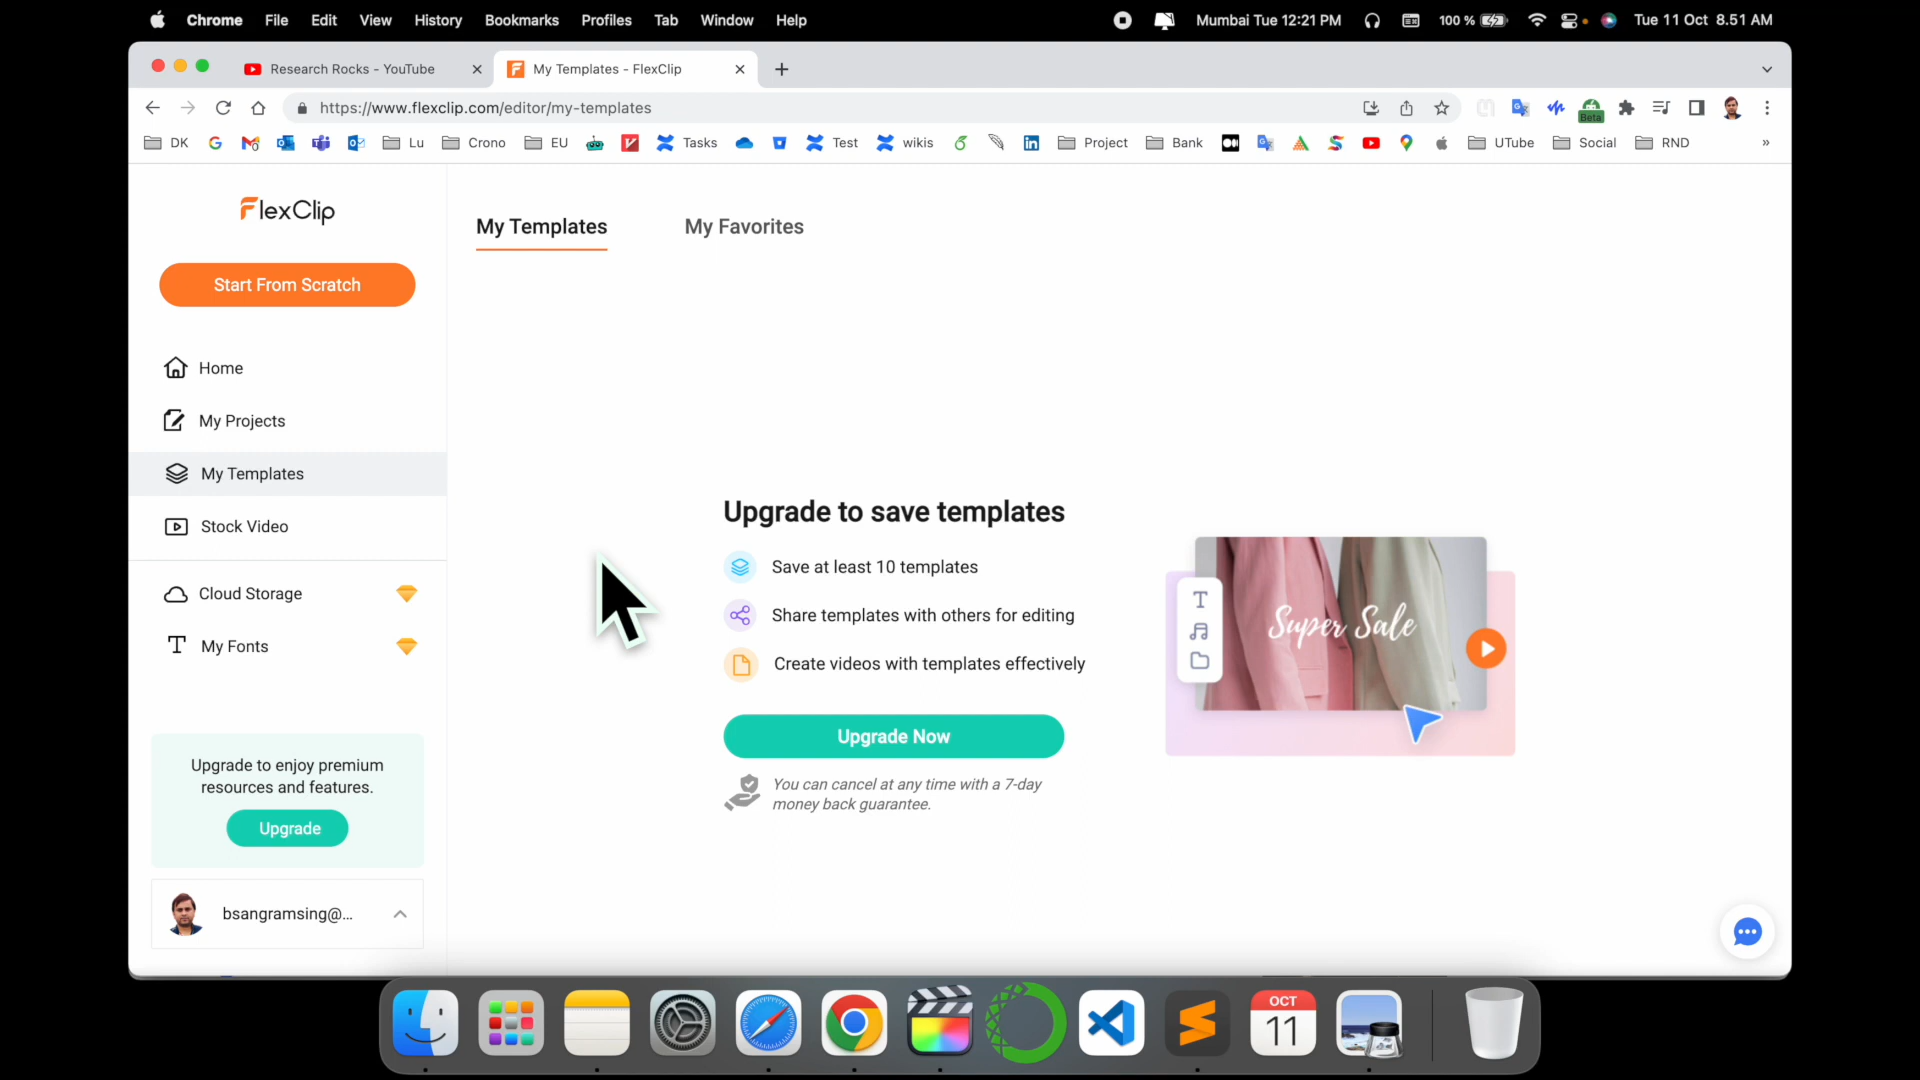 Chrome File Edit View History Bookmarks Profiles Tab Window Help Mumbai Tue 12:21 PM 100 % Tue 11 Oct 8.51 AM
Research Rocks - YouTube My Templates - FlexClip
https://www.flexclip.com/editor/my-templates
Beta
DK Lu Crono EU Tasks Test wikis Project Bank UTube Social RND
FlexClip
My Templates My Favorites
Start From Scratch
Home
My Projects
My Templates
Stock Video
Cloud Storage
My Fonts
Upgrade to enjoy premium
resources and features.
Upgrade
bsangramsing@...
Upgrade to save templates
Save at least 10 templates
Share templates with others for editing
Create videos with templates effectively
Upgrade Now
You can cancel at any time with a 7-day
money back guarantee.
Super Sale
OCT
11